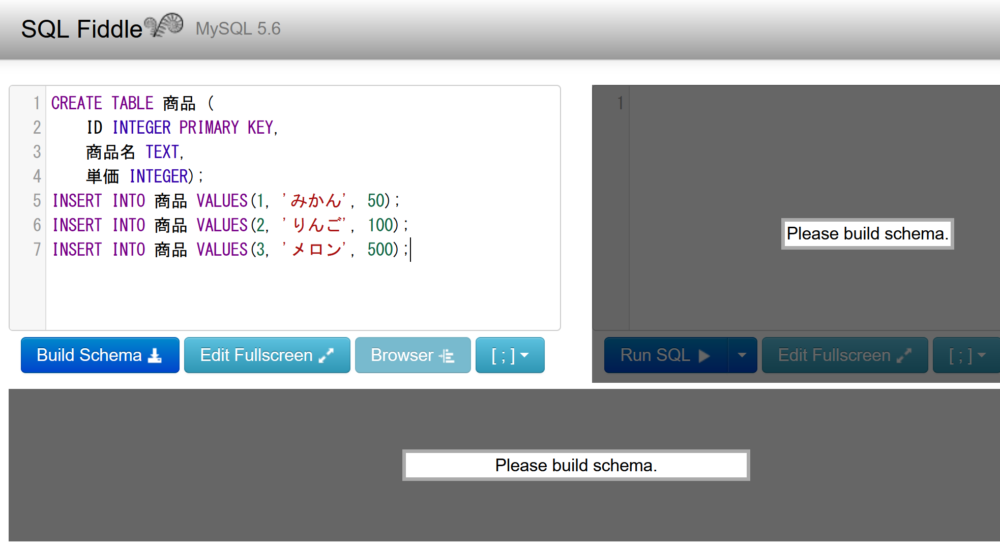 SQL Fiddle MySQL 5.6
1 CREATE TABLE 商品 (
2 ID INTEGER PRIMARY KEY,
3 商品名 TEXT,
4 単価 INTEGER);
5 INSERT INTO 商品 VALUES(1, 'みかん', 50);
6 INSERT INTO 商品 VALUES(2, 'りんご', 100);
7 INSERT INTO 商品 VALUES(3, 'メロン', 500);
Build Schema Edit Fullscreen Browser [ ; ]
1
Please build schema.
Run SQL Edit Fullscreen [ ; ]
Please build schema.